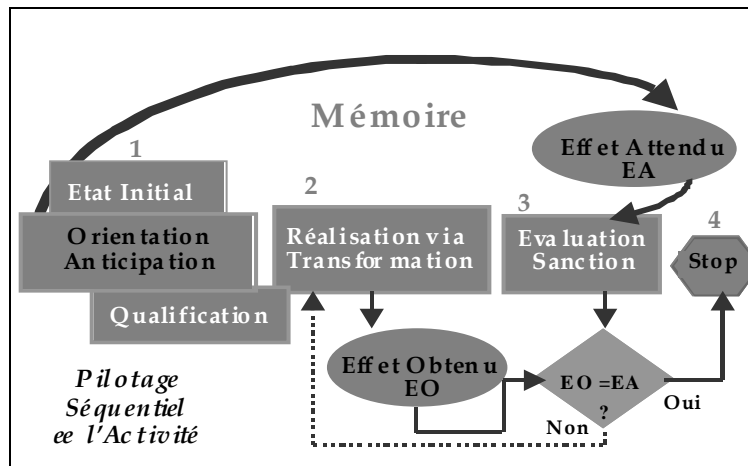 Mémoire
1
Etat Initial
Orientation
Anticipation
Qualification
2
Réalisation via
Transformation
Effet Attendu
EA
3
Evaluation
Sanction
4
Stop
Effet Obtenu
EO
EO =EA
?
Oui
Non
Pilotage
Séquentiel
ee l'Activité